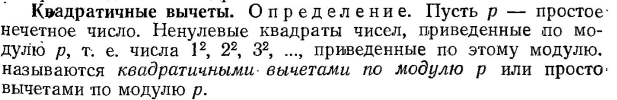 Квадратичные вычеты. Определение. Пусть p — простое
нечетное число. Ненулевые квадраты чисел, приведенные по мо-
дулю p, т. е. числа 1², 2², 3², ..., приведенные по этому модулю.
называются квадратичными вычетами по модулю p или просто
вычетами по модулю p.